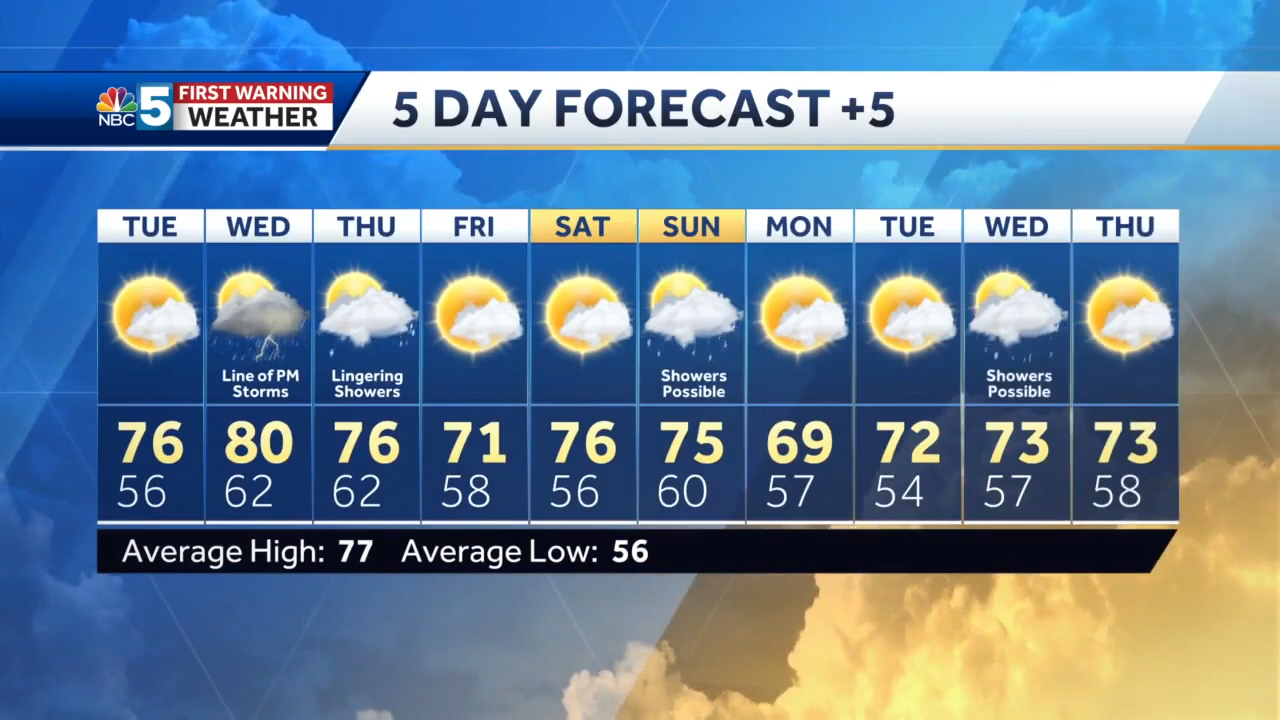 NBC 5 FIRST WARNING
WEATHER
5 DAY FORECAST +5
TUE WED THU FRI SAT SUN MON TUE WED THU
Line of PM
Storms
Lingering
Showers
Showers
Possible
Showers
Possible
76 80 76 71 76 75 69 72 73 73
56 62 62 58 56 60 57 54 57 58
Average High: 77 Average Low: 56